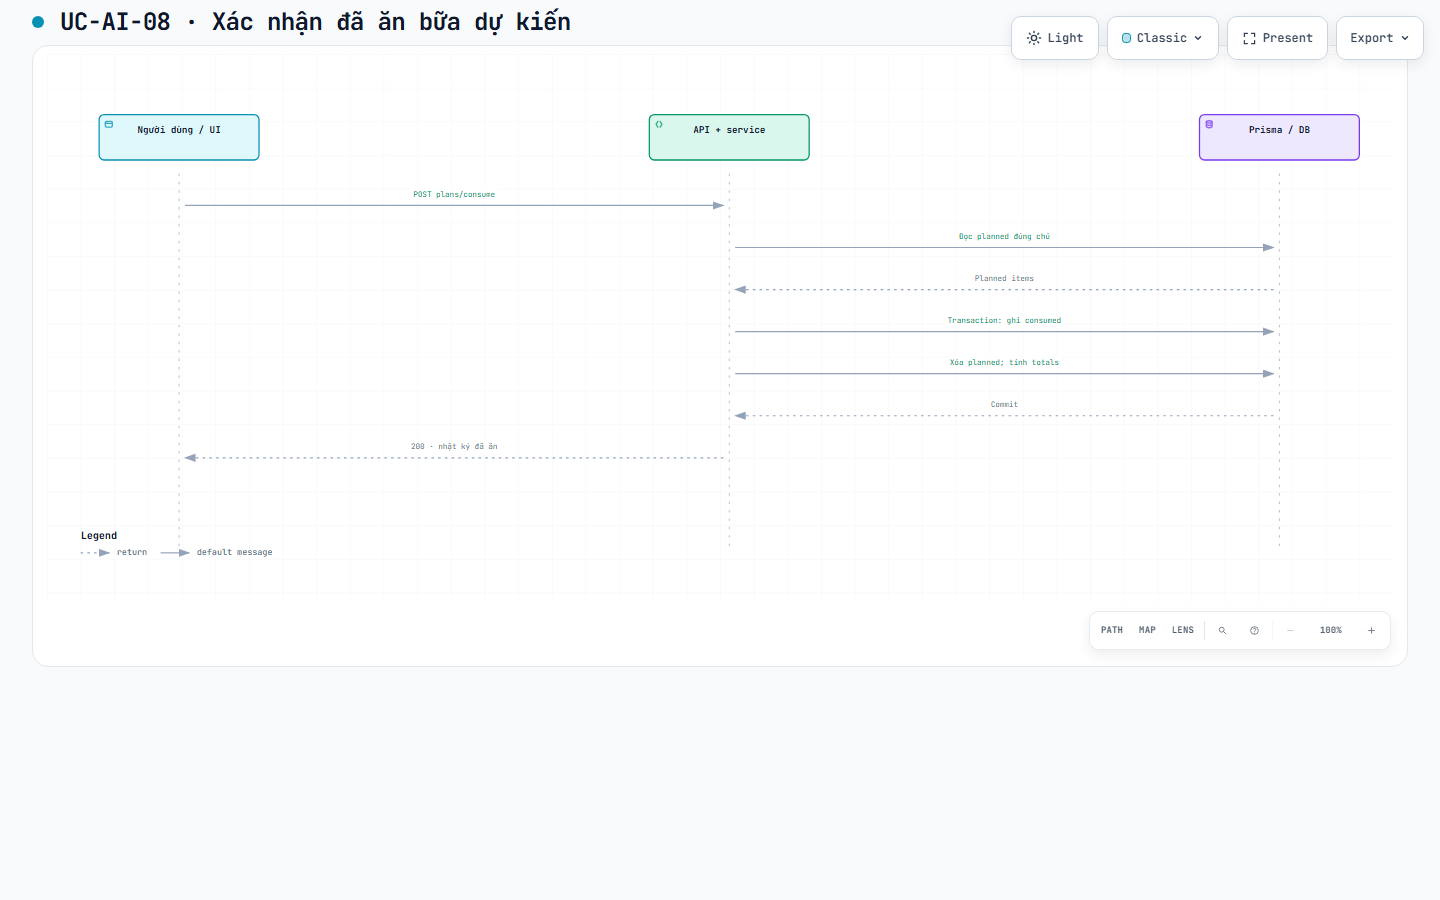 UC-AI-08 · Xác nhận đã ăn bữa dự kiến
Light
Classic
Present
Export
Người dùng / UI
API + service
Prisma / DB
POST plans/consume
Đọc planned đúng chủ
Planned items
Transaction: ghi consumed
Xóa planned; tính totals
Commit
200 · nhật ký đã ăn
Legend
return
default message
PATH
MAP
LENS
100%